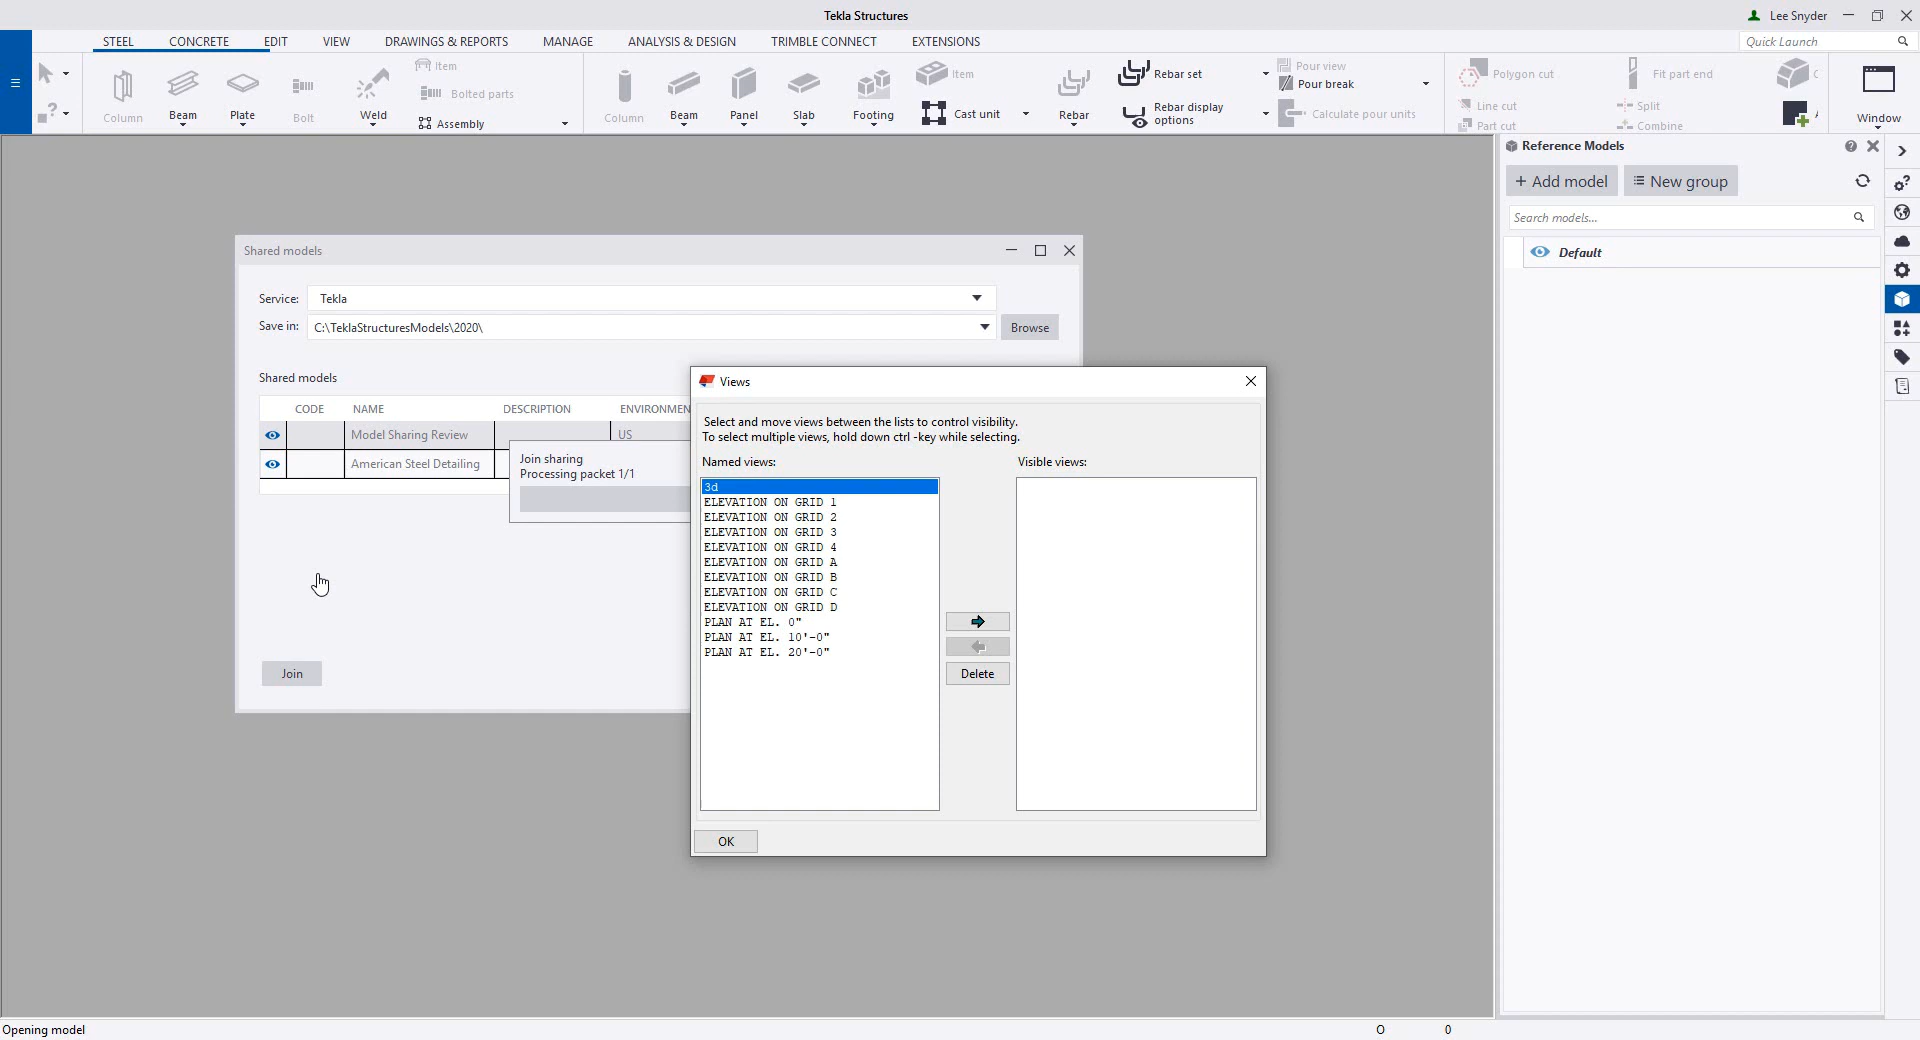 Tekla Structures
Lee Snyder
STEEL CONCRETE EDIT VIEW DRAWINGS & REPORTS MANAGE ANALYSIS & DESIGN TRIMBLE CONNECT EXTENSIONS
Quick Launch
Column
Beam
Plate
Bolt
Weld
Item
Bolted parts
Assembly
Column
Beam
Panel
Slab
Footing
Item
Cast unit
Rebar
Rebar set
Rebar display
options
Pour view
Pour break
Calculate pour units
Polygon cut
Line cut
Part cut
Fit part end
Split
Combine
Window
Reference Models
+ Add model
New group
Search models...
Default
Shared models
Service: Tekla
Save in: C:\TeklaStructuresModels\2020\
Browse
Shared models
CODE NAME DESCRIPTION ENVIRONMEN
Model Sharing Review US
American Steel Detailing
Join sharing
Processing packet 1/1
Join
Views
Select and move views between the lists to control visibility.
To select multiple views, hold down ctrl -key while selecting.
Named views: Visible views:
3d
ELEVATION ON GRID 1
ELEVATION ON GRID 2
ELEVATION ON GRID 3
ELEVATION ON GRID 4
ELEVATION ON GRID A
ELEVATION ON GRID B
ELEVATION ON GRID C
ELEVATION ON GRID D
PLAN AT EL. 0"
PLAN AT EL. 10'-0"
PLAN AT EL. 20'-0"
Delete
OK
Opening model
O 0